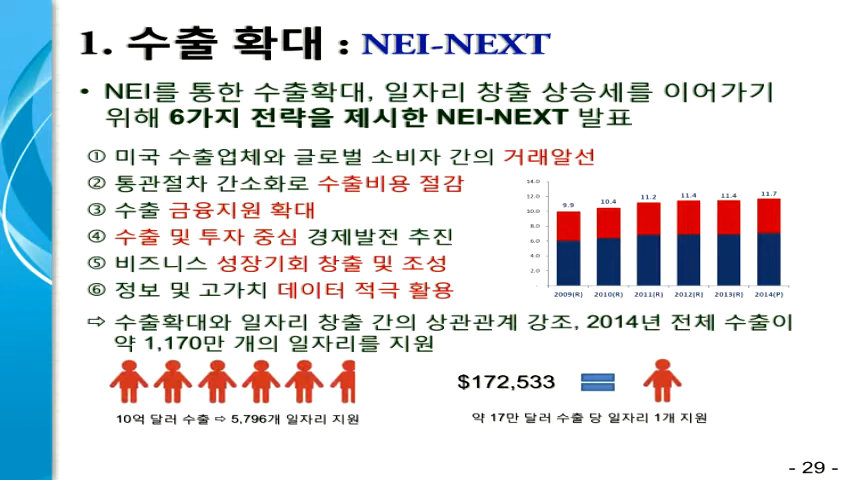 1. 수출 확대 : NEI-NEXT
• NEI를 통한 수출확대, 일자리 창출 상승세를 이어가기
위해 6가지 전략을 제시한 NEI-NEXT 발표
① 미국 수출업체와 글로벌 소비자 간의 거래알선
② 통관절차 간소화로 수출비용 절감
③ 수출 금융지원 확대
④ 수출 및 투자 중심 경제발전 추진
⑤ 비즈니스 성장기회 창출 및 조성
⑥ 정보 및 고가치 데이터 적극 활용
14.0
12.0
10.0
8.0
6.0
4.0
2.0
-
9.9 10.4 11.2 11.4 11.4 11.7
2009(R) 2010(R) 2011(R) 2012(R) 2013(R) 2014(P)
⇨ 수출확대와 일자리 창출 간의 상관관계 강조, 2014년 전체 수출이
약 1,170만 개의 일자리를 지원
$172,533
10억 달러 수출 ⇨ 5,796개 일자리 지원
약 17만 달러 수출 당 일자리 1개 지원
- 29 -